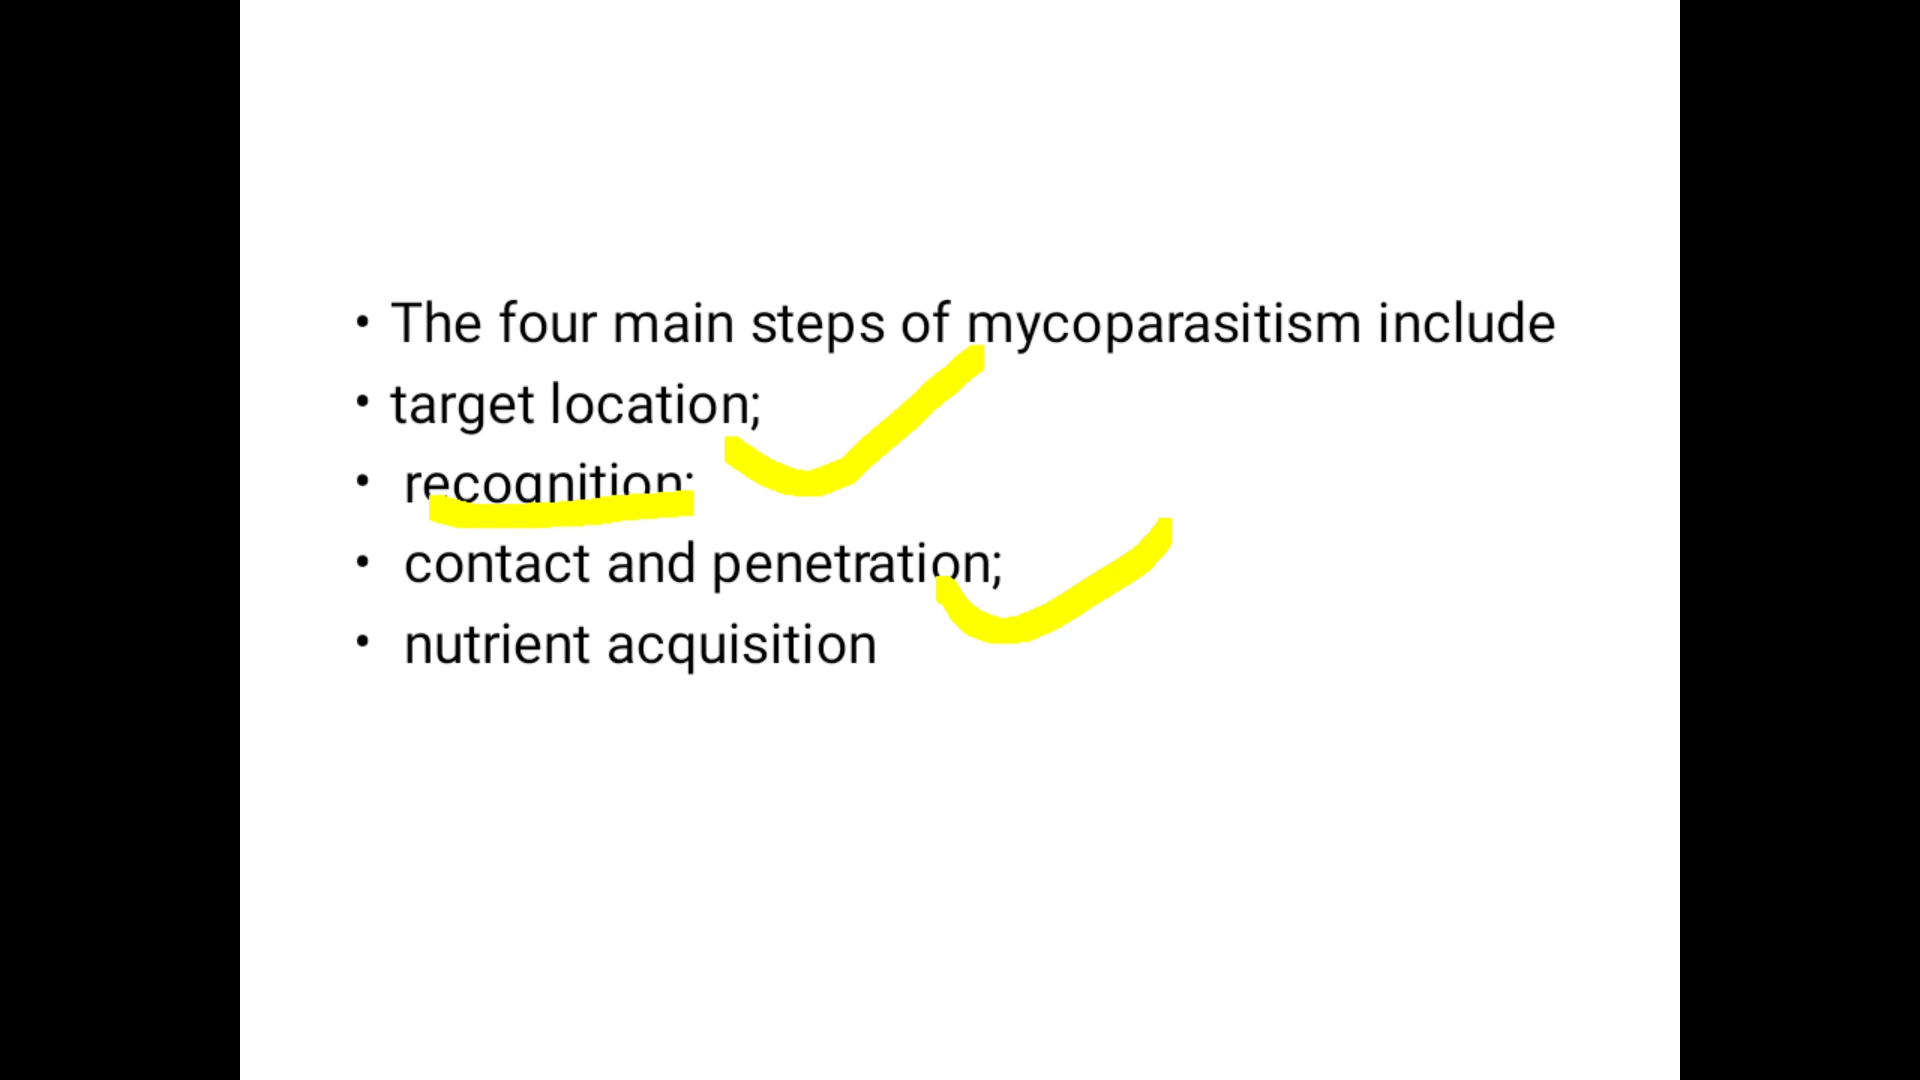 • The four main steps of mycoparasitism include
• target location;
• recognition;
• contact and penetration;
• nutrient acquisition